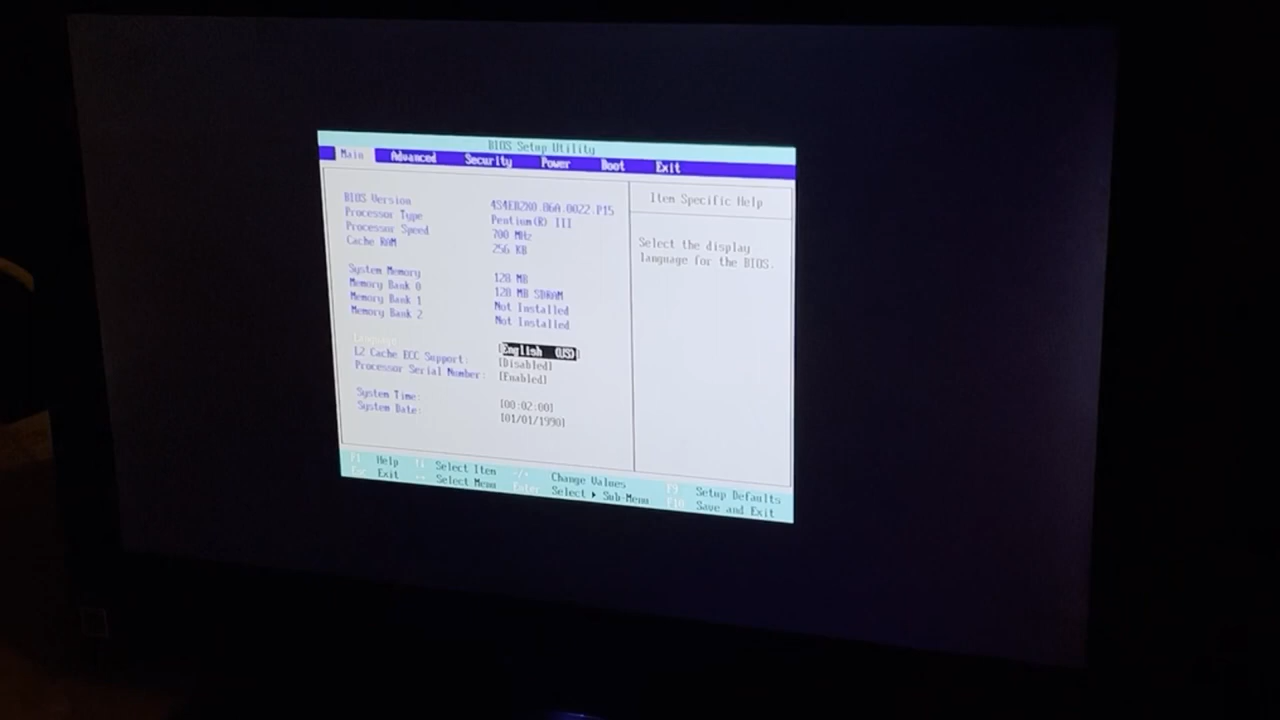 BIOS Setup Utility
Main Advanced Security Power Boot Exit
BIOS Version 4S4EB2X0.86A.0022.P15
Processor Type Pentium(R) III
Processor Speed 700 MHz
Cache RAM 256 KB
System Memory 128 MB
Memory Bank 0 128 MB SDRAM
Memory Bank 1 Not Installed
Memory Bank 2 Not Installed
Language [English (US)]
L2 Cache ECC Support: [Disabled]
Processor Serial Number: [Enabled]
System Time: [00:02:00]
System Date: [01/01/1990]
Item Specific Help
Select the display
language for the BIOS.
F1 Help ↑↓ Select Item -/+ Change Values F9 Setup Defaults
Esc Exit Select Menu Enter Select ▶ Sub-Menu F10 Save and Exit